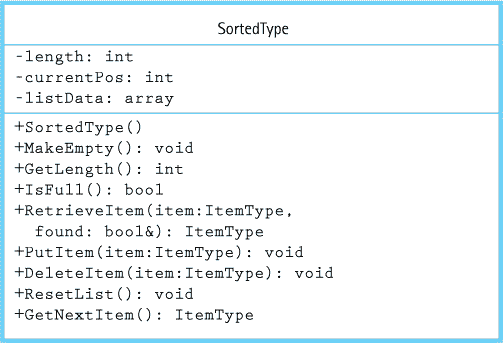 SortedType
-length: int
-currentPos: int
-listData: array
+SortedType()
+MakeEmpty(): void
+GetLength(): int
+IsFull(): bool
+RetrieveItem(item:ItemType,
found: bool&): ItemType
+PutItem(item:ItemType): void
+DeleteItem(item:ItemType): void
+ResetList(): void
+GetNextItem(): ItemType